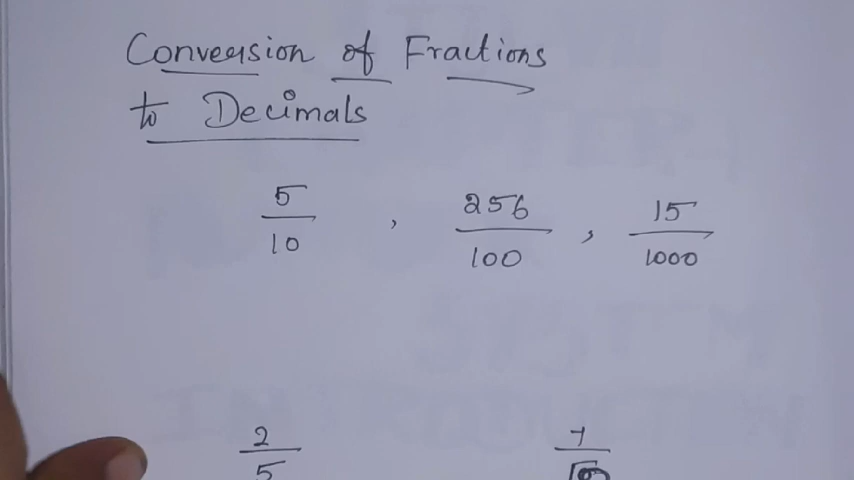 Conversion of Fractions
to Decimals
5/10 , 256/100 , 15/1000
2/5